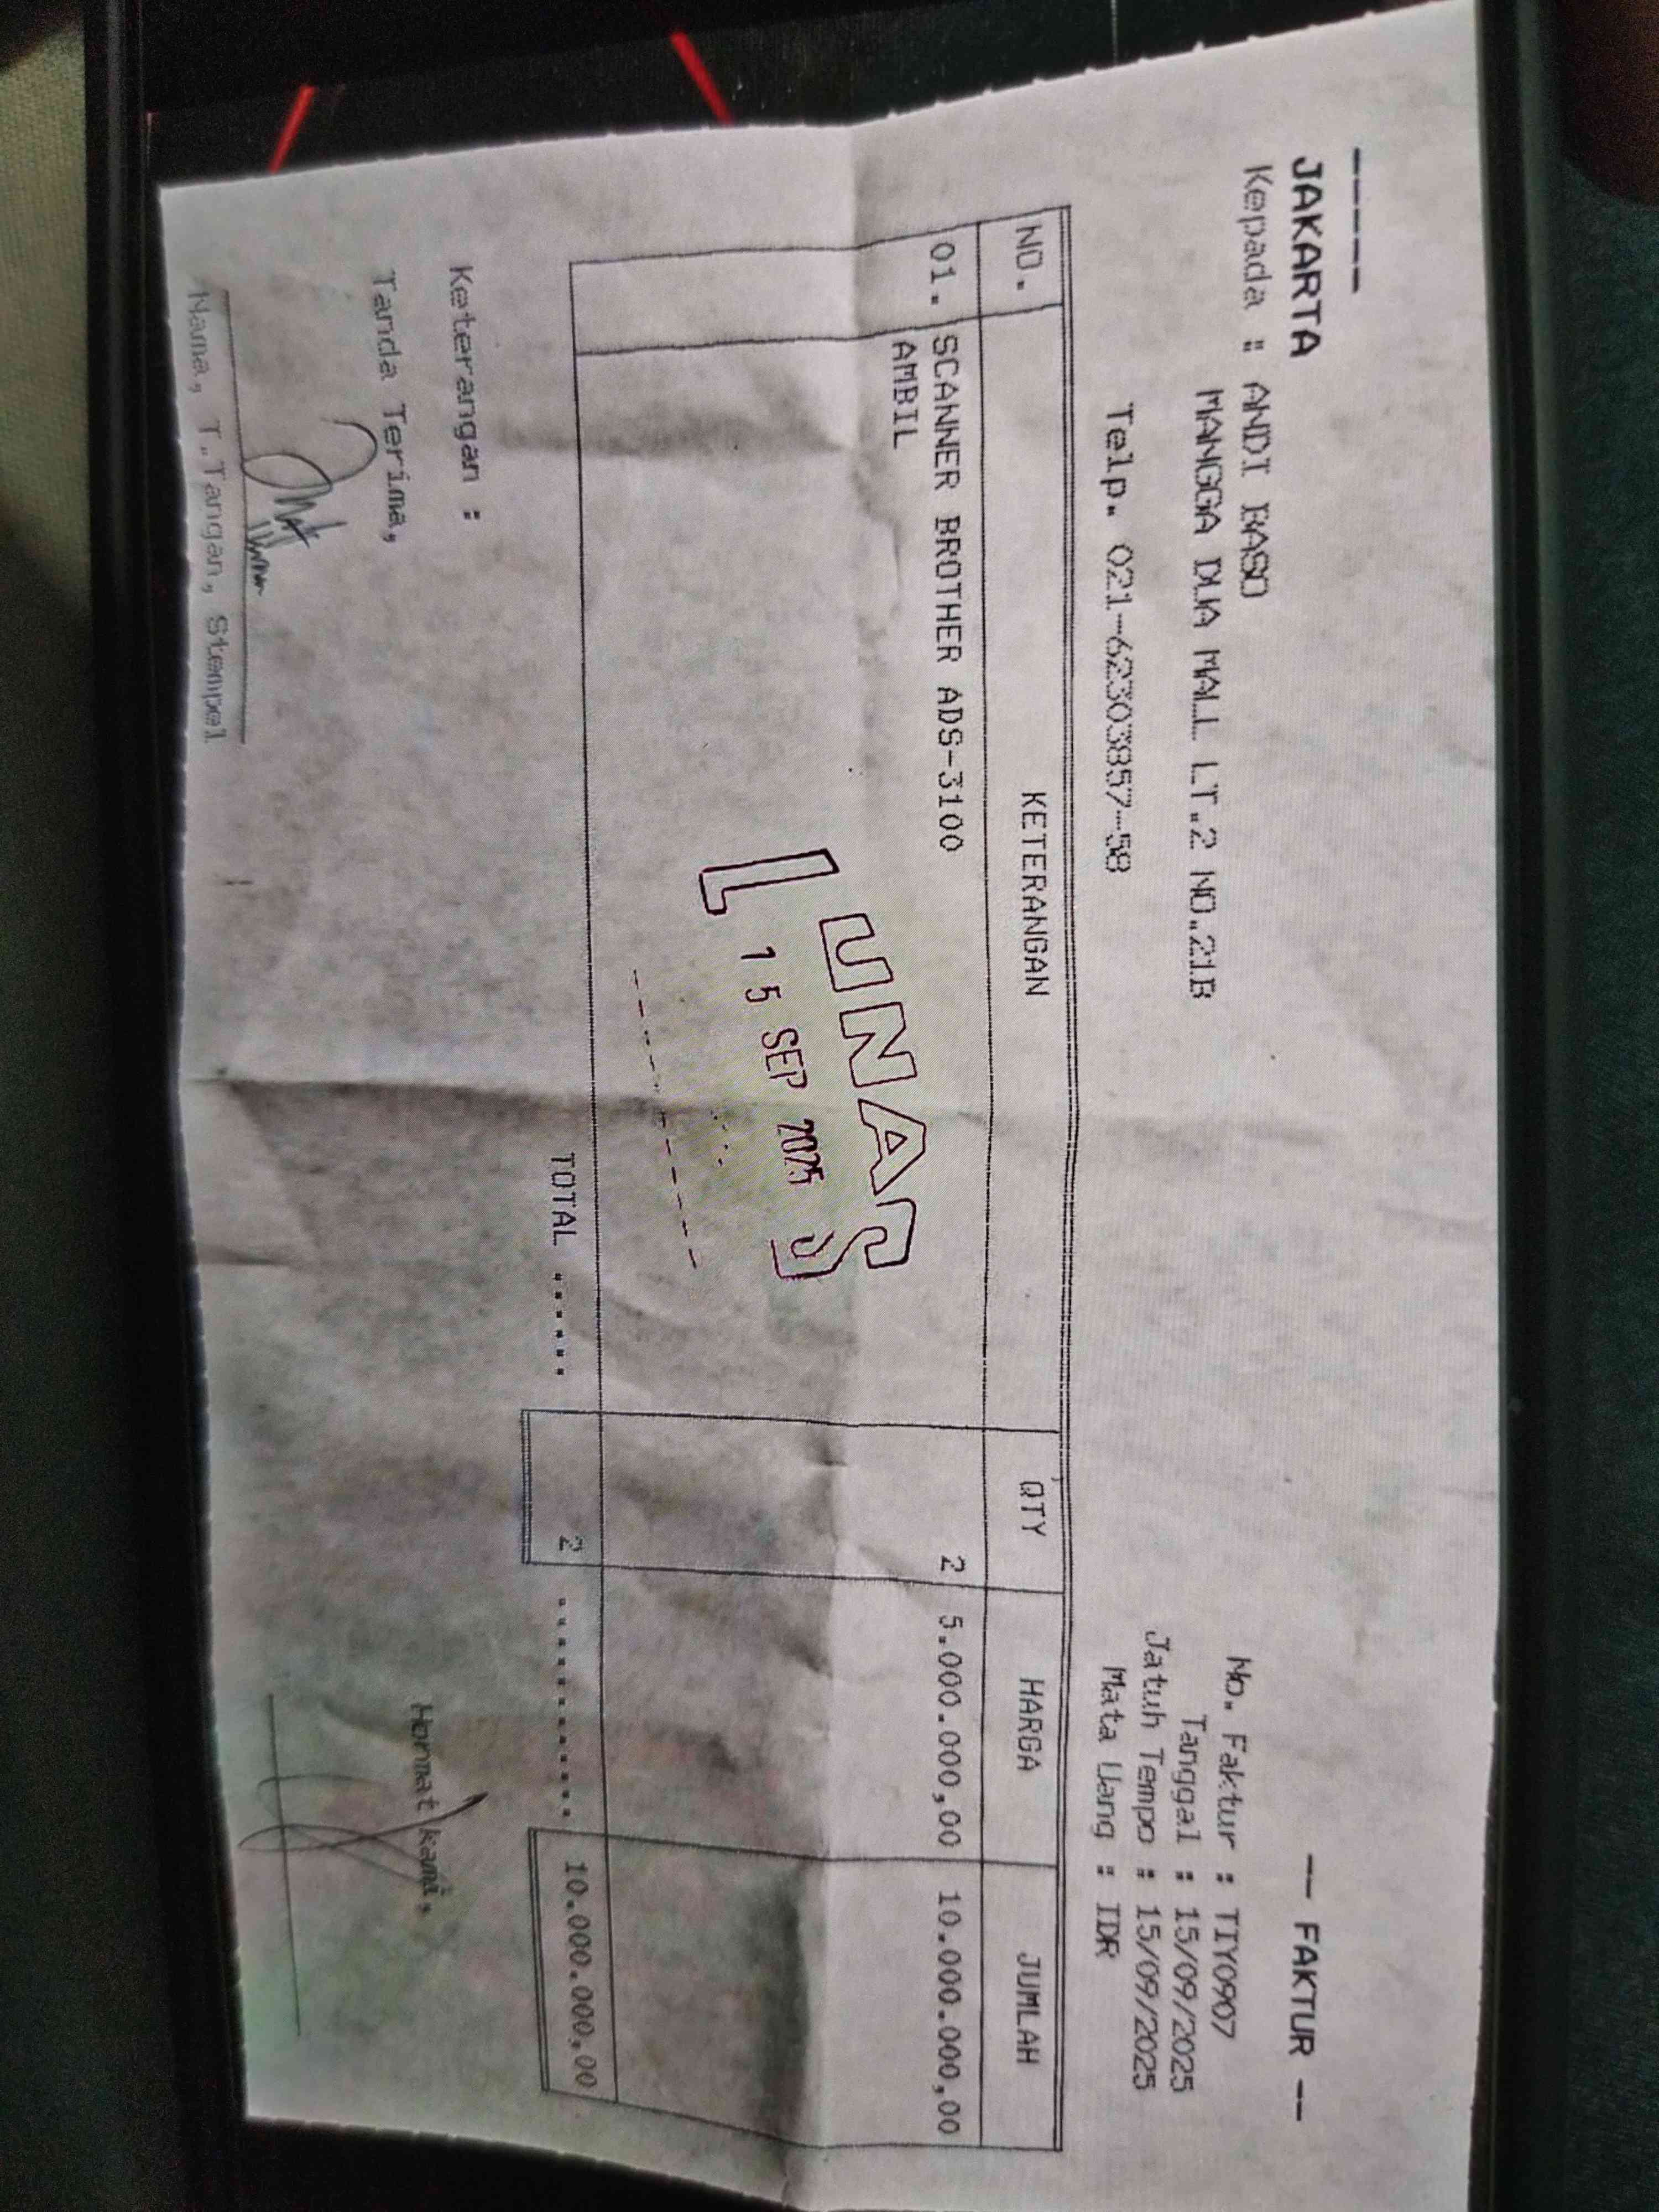 -----
JAKARTA
-- FAKTUR --
Kepada : ANDI BASO
MANGGA DUA MALL LT.2 NO.21B
Telp. 021-62303857-58
No. Faktur : TIY0907
Tanggal : 15/09/2025
Jatuh Tempo : 15/09/2025
Mata Uang : IDR
NO. KETERANGAN QTY HARGA JUMLAH
01. SCANNER BROTHER ADS-3100 2 5.000.000,00 10.000.000,00
AMBIL
LUNAS
15 SEP 2025
TOTAL ...... 2 ............ 10.000.000,00
Keterangan :
Tanda Terima,
Hormat kami,
Nama, T.Tangan, Stempel